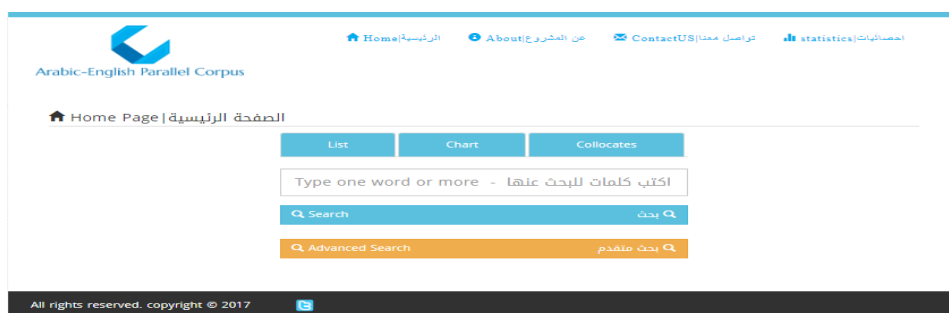 Home|الرئيسية About|عن المشروع ContactUS|تواصل معنا statistics|احصائيات
Arabic-English Parallel Corpus
Home Page|الصفحة الرئيسية
List Chart Collocates
Type one word or more - اكتب كلمات للبحث عنها
Search بحث
Advanced Search بحث متقدم
All rights reserved. copyright © 2017